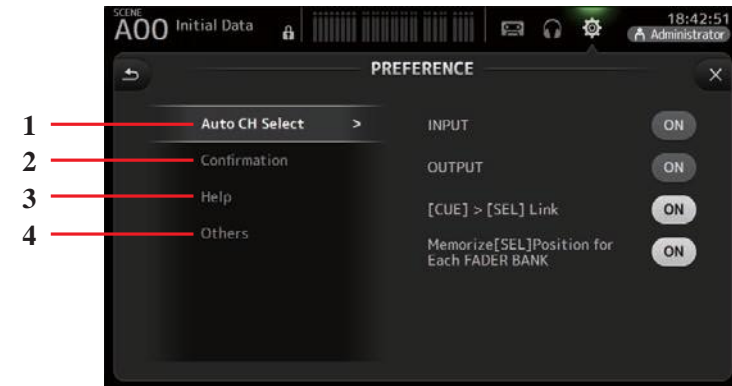 SCENE
A00 Initial Data
18:42:51
Administrator
PREFERENCE
1 Auto CH Select >
INPUT ON
2 Confirmation
OUTPUT ON
3 Help
[CUE] > [SEL] Link ON
4 Others
Memorize[SEL]Position for
Each FADER BANK ON